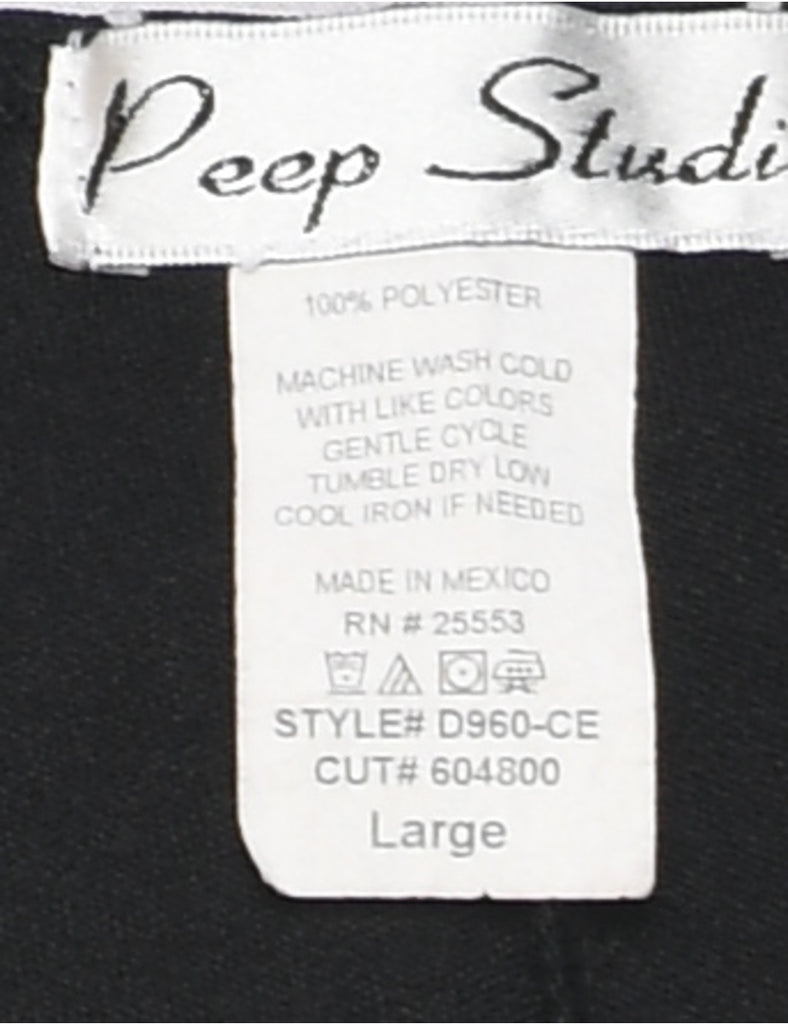 Peep Studi
100% POLYESTER
MACHINE WASH COLD
WITH LIKE COLORS
GENTLE CYCLE
TUMBLE DRY LOW
COOL IRON IF NEEDED
MADE IN MEXICO
RN # 25553
STYLE# D960-CE
CUT# 604800
Large